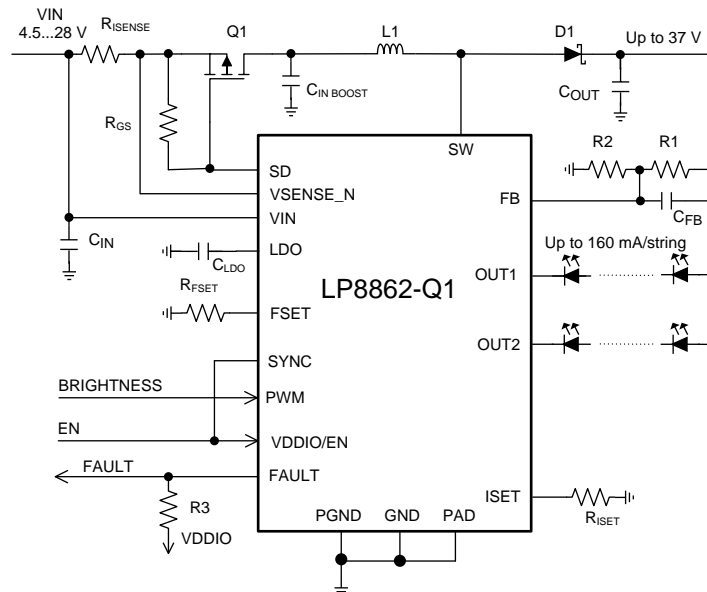 VIN
4.5...28 V
RISENSE
Q1
L1
D1
Up to 37 V
CIN BOOST
COUT
RGS
R2
R1
SW
SD
VSENSE_N
FB
VIN
CFB
CIN
LDO
CLDO
Up to 160 mA/string
RFSET
LP8862-Q1
OUT1
FSET
OUT2
SYNC
BRIGHTNESS
PWM
EN
VDDIO/EN
FAULT
FAULT
ISET
R3
PGND
GND
PAD
RISET
VDDIO